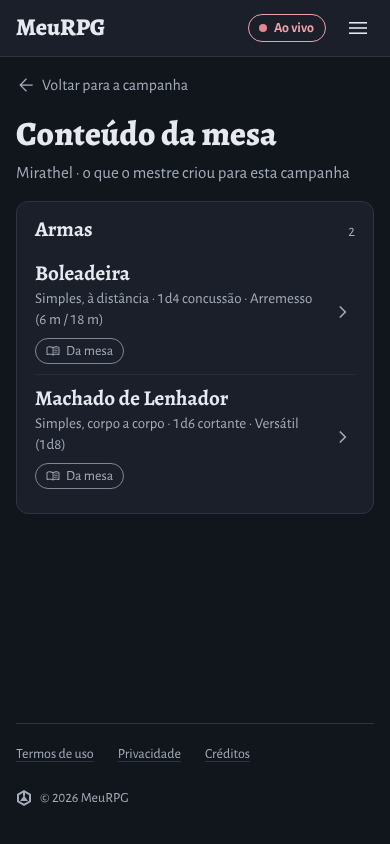 MeuRPG
Ao vivo
Voltar para a campanha
Conteúdo da mesa
Mirathel · o que o mestre criou para esta campanha
Armas
2
Boleadeira
Simples, à distância · 1d4 concussão · Arremesso
(6 m / 18 m)
Da mesa
Machado de Lenhador
Simples, corpo a corpo · 1d6 cortante · Versátil
(1d8)
Da mesa
Termos de uso
Privacidade
Créditos
© 2026 MeuRPG